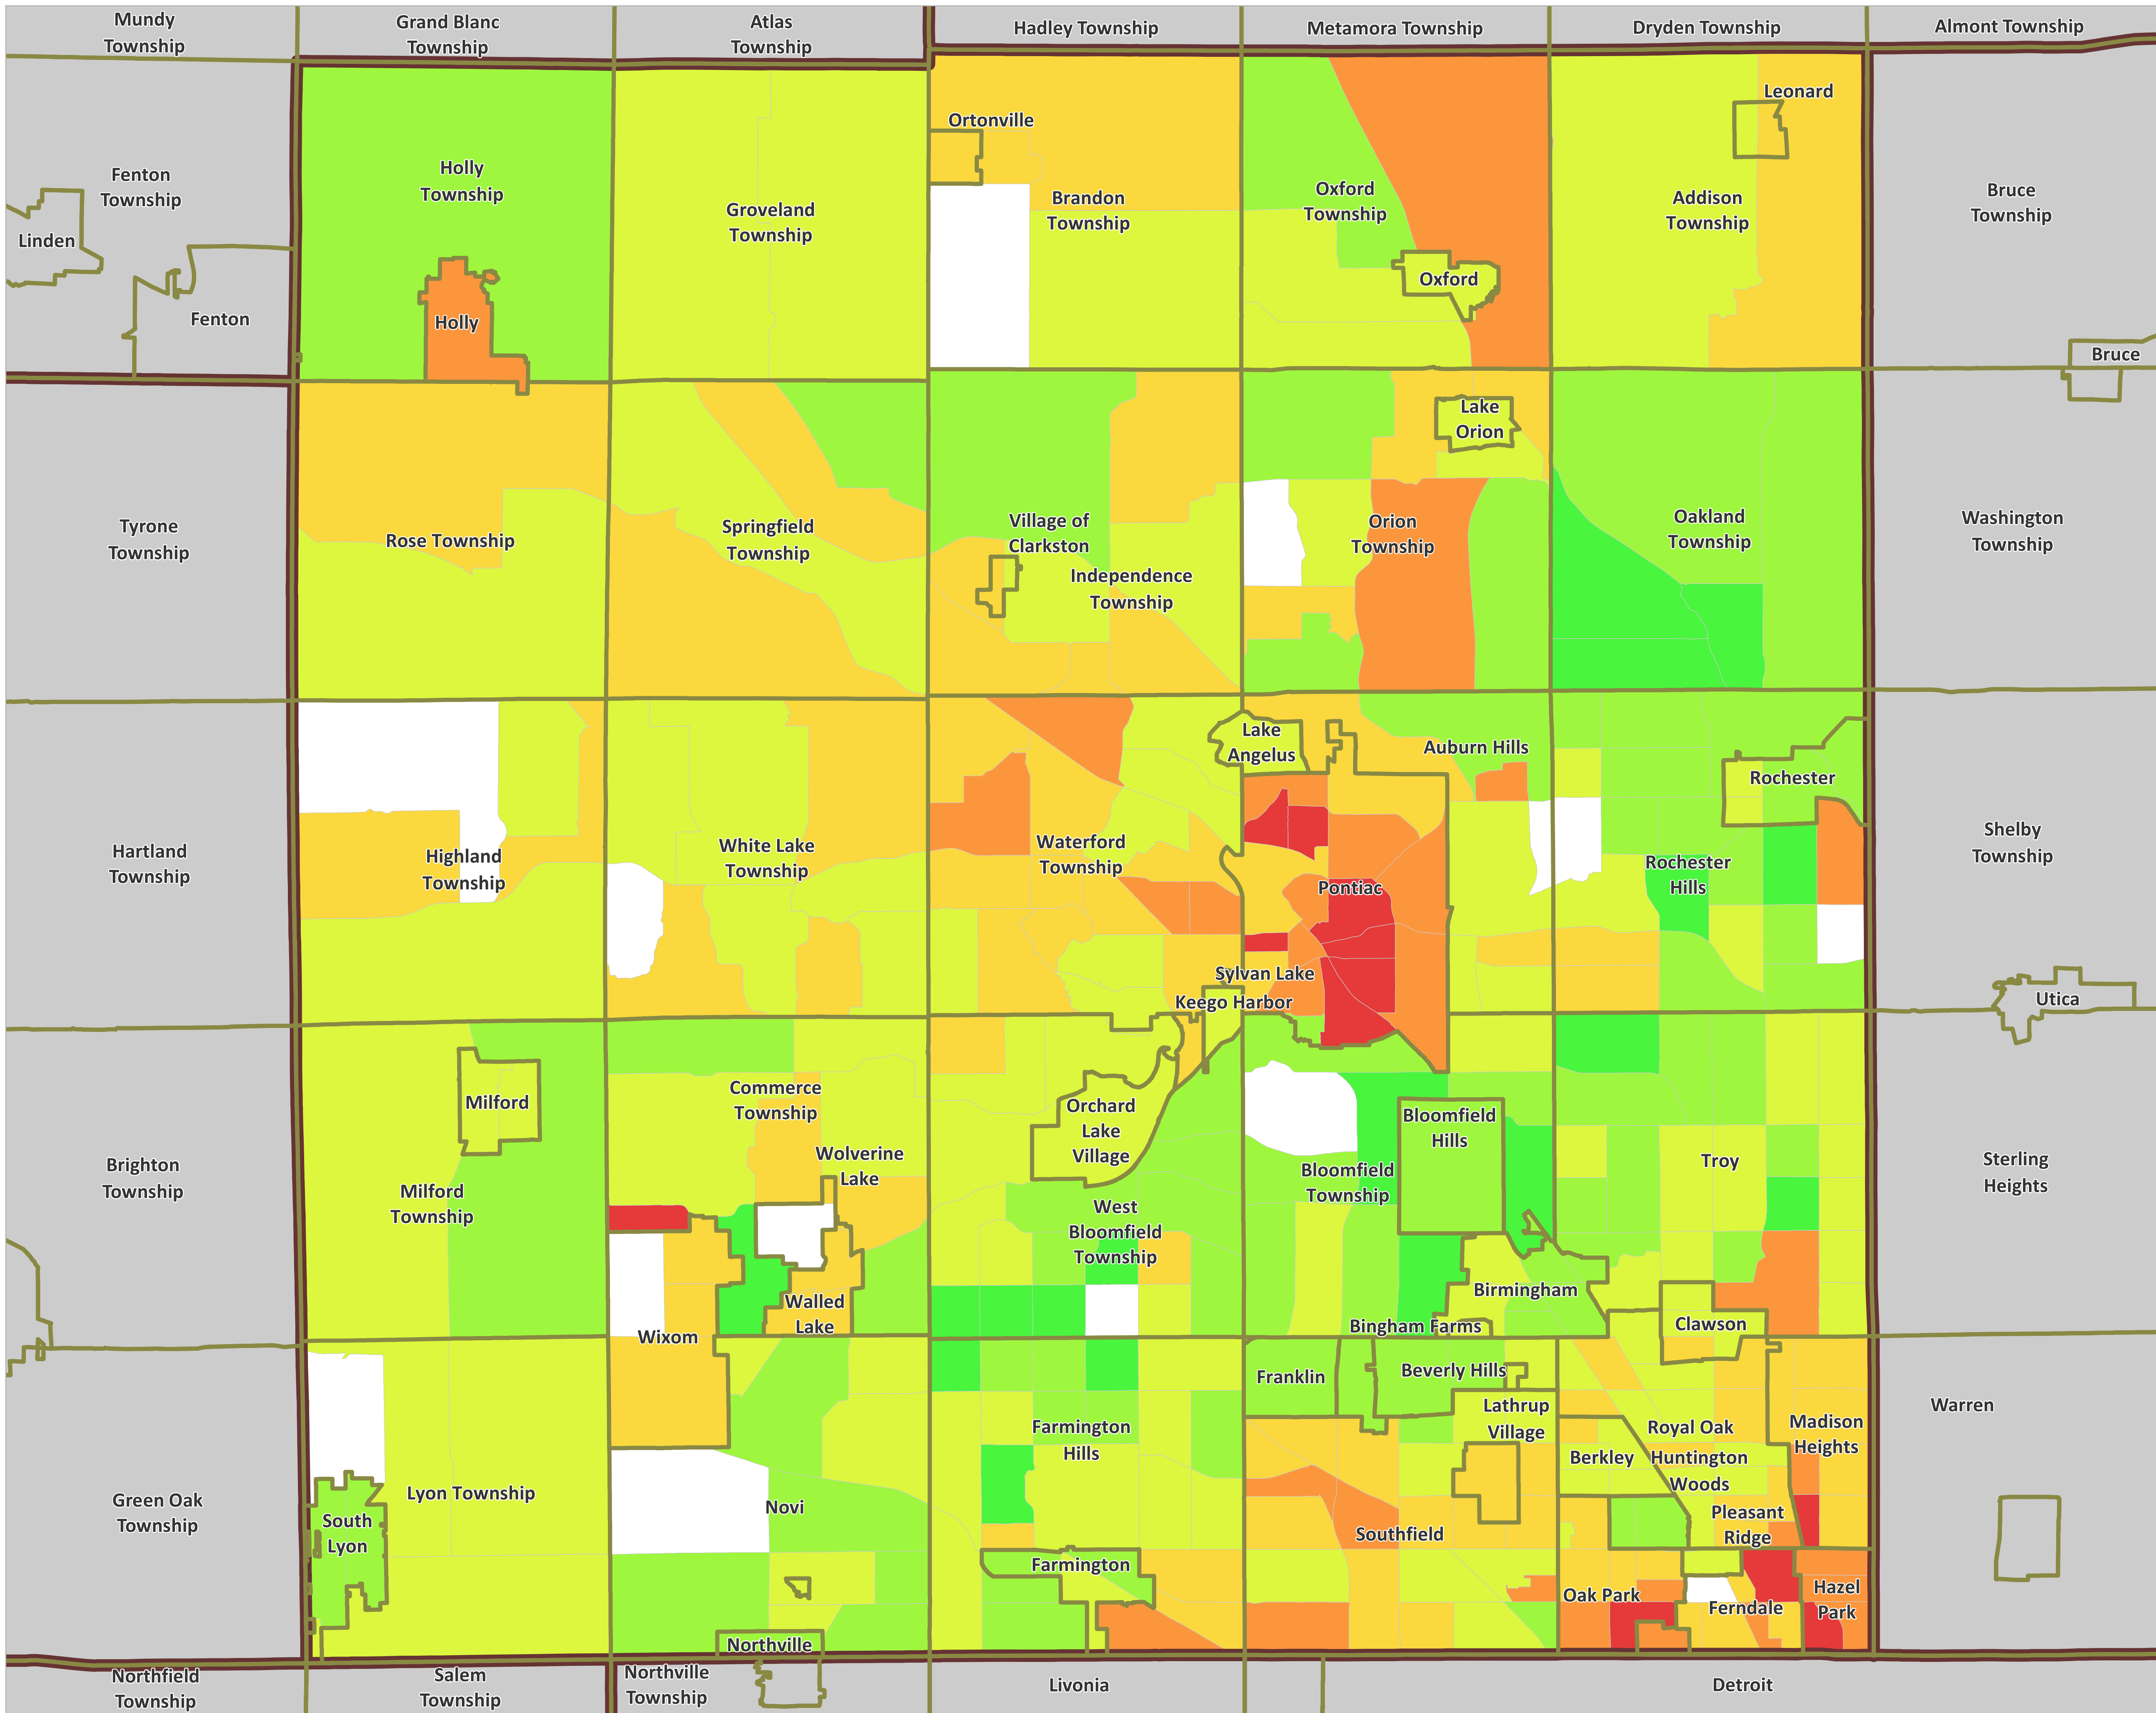 Mundy
Township
Grand Blanc
Township
Atlas
Township
Hadley Township
Metamora Township
Dryden Township
Almont Township
Fenton
Township
Linden
Fenton
Holly
Township
Holly
Groveland
Township
Ortonville
Brandon
Township
Oxford
Township
Oxford
Leonard
Addison
Township
Bruce
Township
Bruce
Tyrone
Township
Rose Township
Springfield
Township
Village of
Clarkston
Independence
Township
Lake
Orion
Orion
Township
Oakland
Township
Washington
Township
Hartland
Township
Highland
Township
White Lake
Township
Waterford
Township
Lake
Angelus
Auburn Hills
Pontiac
Sylvan Lake
Keego Harbor
Rochester
Rochester
Hills
Shelby
Township
Utica
Brighton
Township
Milford
Milford
Township
Commerce
Township
Wolverine
Lake
Walled
Lake
Wixom
Orchard
Lake
Village
West
Bloomfield
Township
Bloomfield
Hills
Bloomfield
Township
Birmingham
Bingham Farms
Troy
Clawson
Sterling
Heights
Green Oak
Township
South
Lyon
Lyon Township
Novi
Northville
Farmington
Hills
Farmington
Franklin
Beverly Hills
Lathrup
Village
Southfield
Berkley
Royal Oak
Huntington
Woods
Pleasant
Ridge
Madison
Heights
Oak Park
Ferndale
Hazel
Park
Warren
Northfield
Township
Salem
Township
Northville
Township
Livonia
Detroit